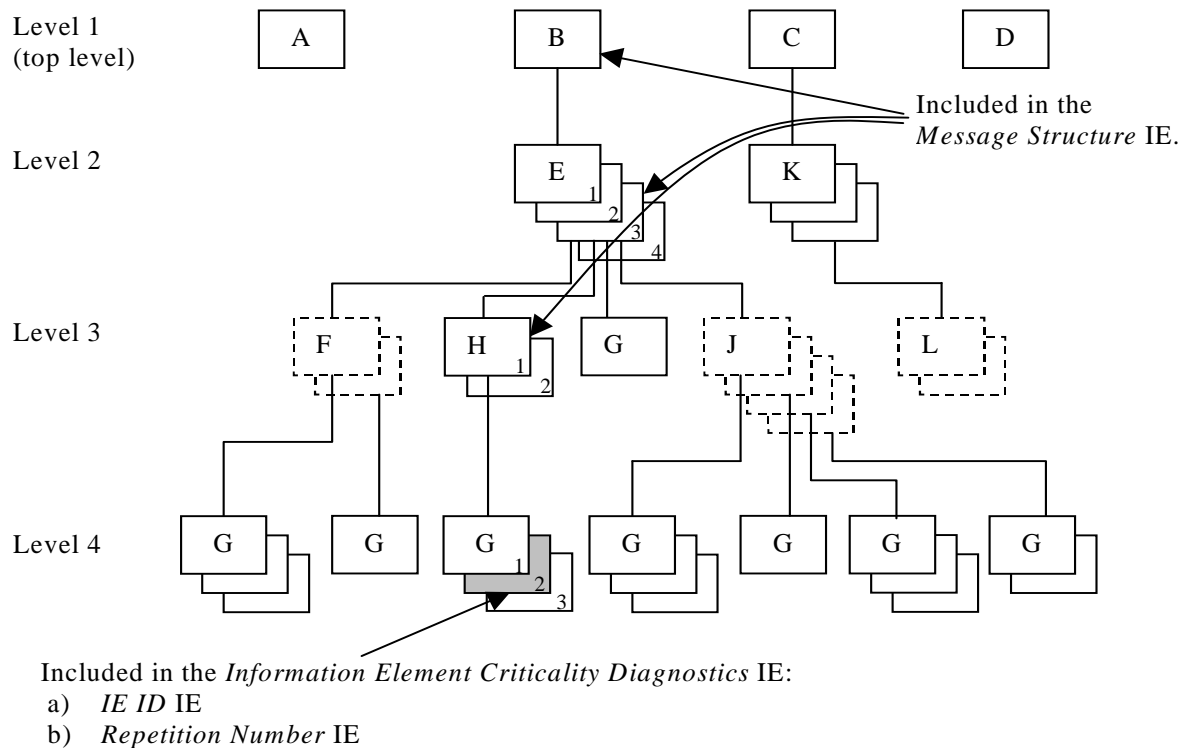 Level 1
(top level)
A
B
C
D
Included in the
Message Structure IE.
Level 2
E
1
2
3
4
K
Level 3
F
H
1
2
G
J
L
Level 4
G
G
G
1
2
3
G
G
G
G
Included in the Information Element Criticality Diagnostics IE:
a) IE ID IE
b) Repetition Number IE